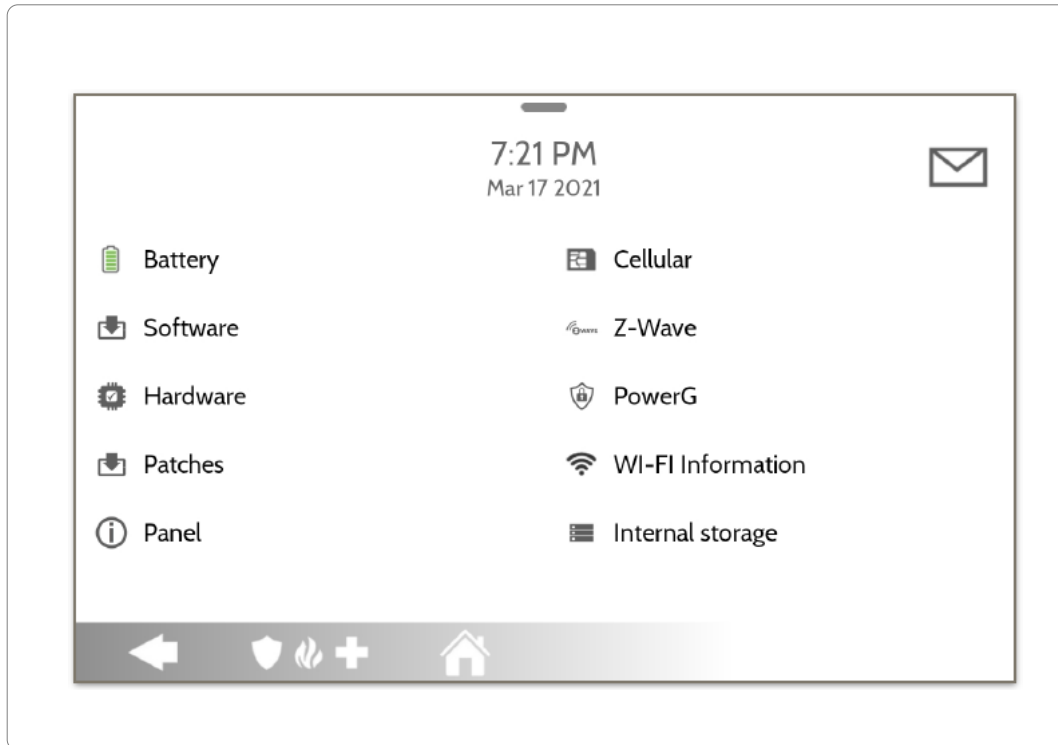 7:21 PM
Mar 17 2021
Battery
Cellular
Software
Z-Wave
Hardware
PowerG
Patches
WI-FI Information
Panel
Internal storage